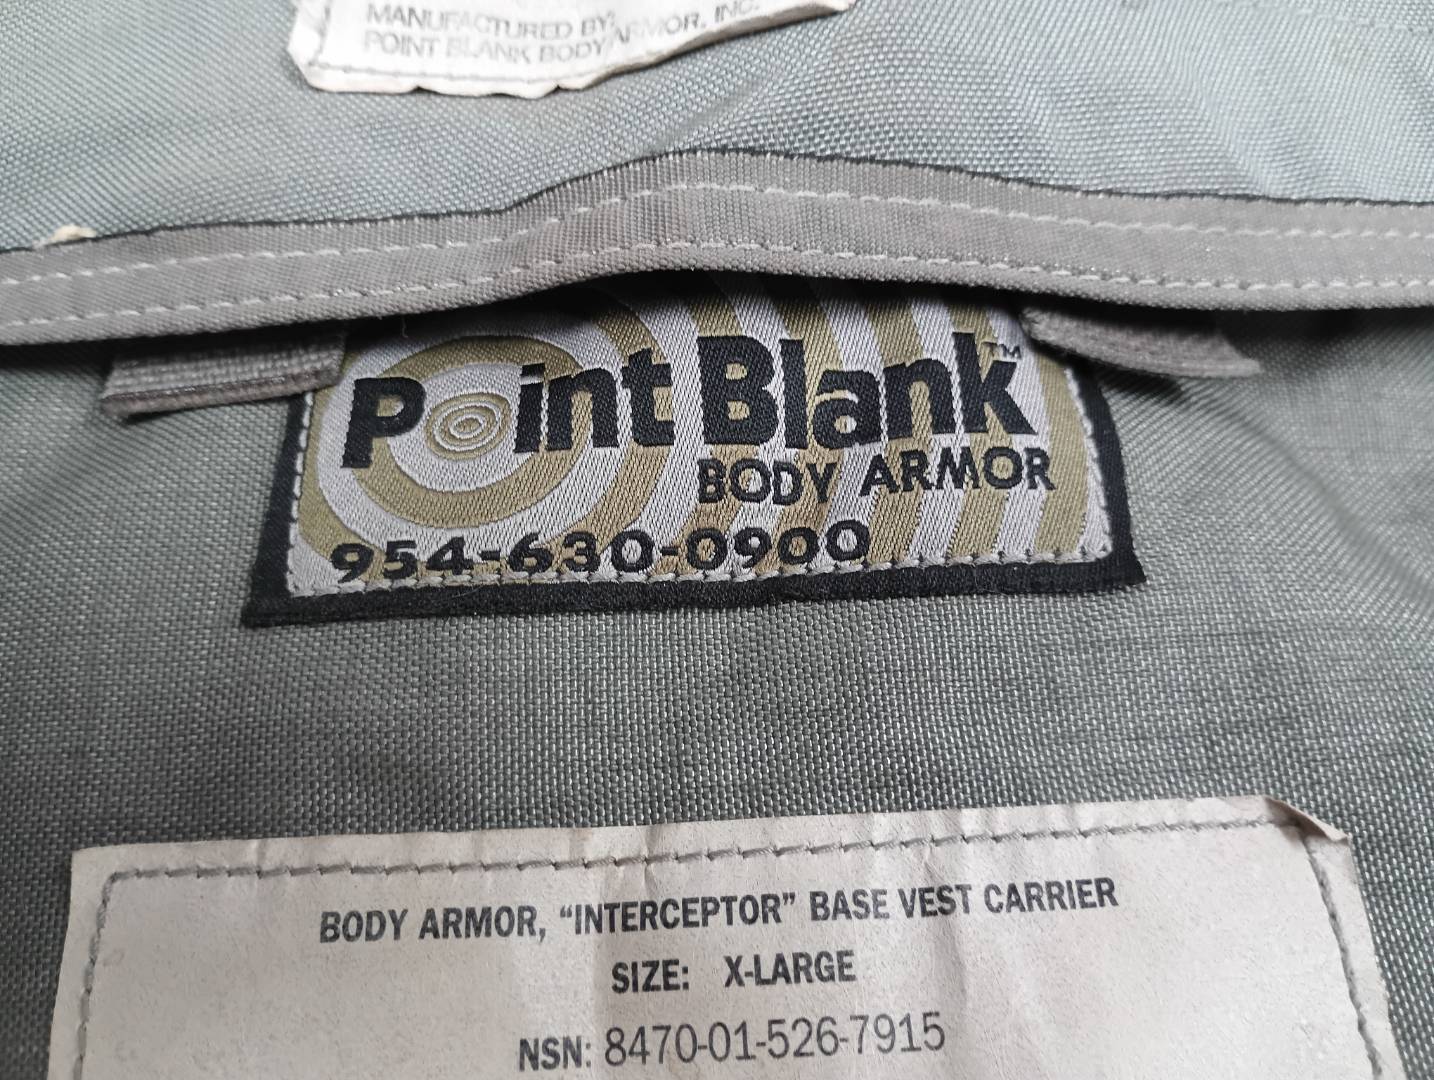 MANUFACTURED BY:
POINT BLANK BODY ARMOR, INC.
Point Blank™
BODY ARMOR
954-630-0900
BODY ARMOR, “INTERCEPTOR” BASE VEST CARRIER
SIZE: X-LARGE
NSN: 8470-01-526-7915